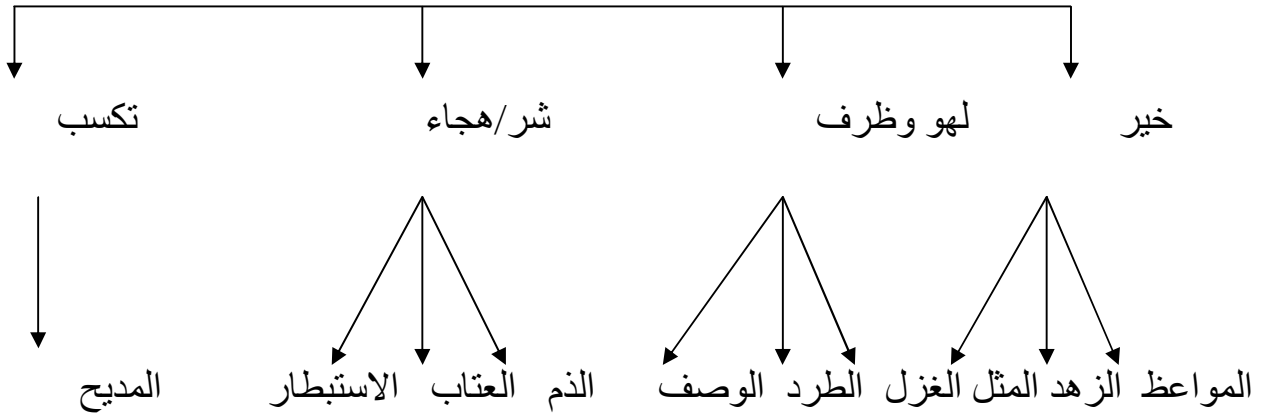 خير لهو وظرف شر/هجاء تكسب
المواعظ الزهد المثل الغزل الطرد الوصف الذم العتاب الاستبطار المديح